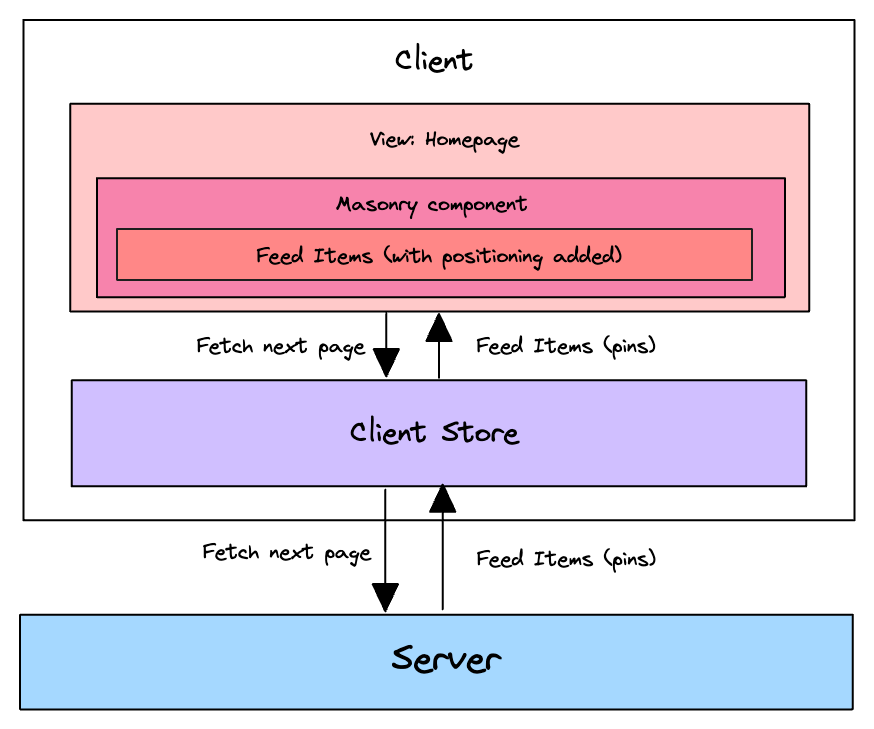 Client
View: Homepage
Masonry component
Feed Items (with positioning added)
Fetch next page
Feed Items (pins)
Client Store
Fetch next page
Feed Items (pins)
Server